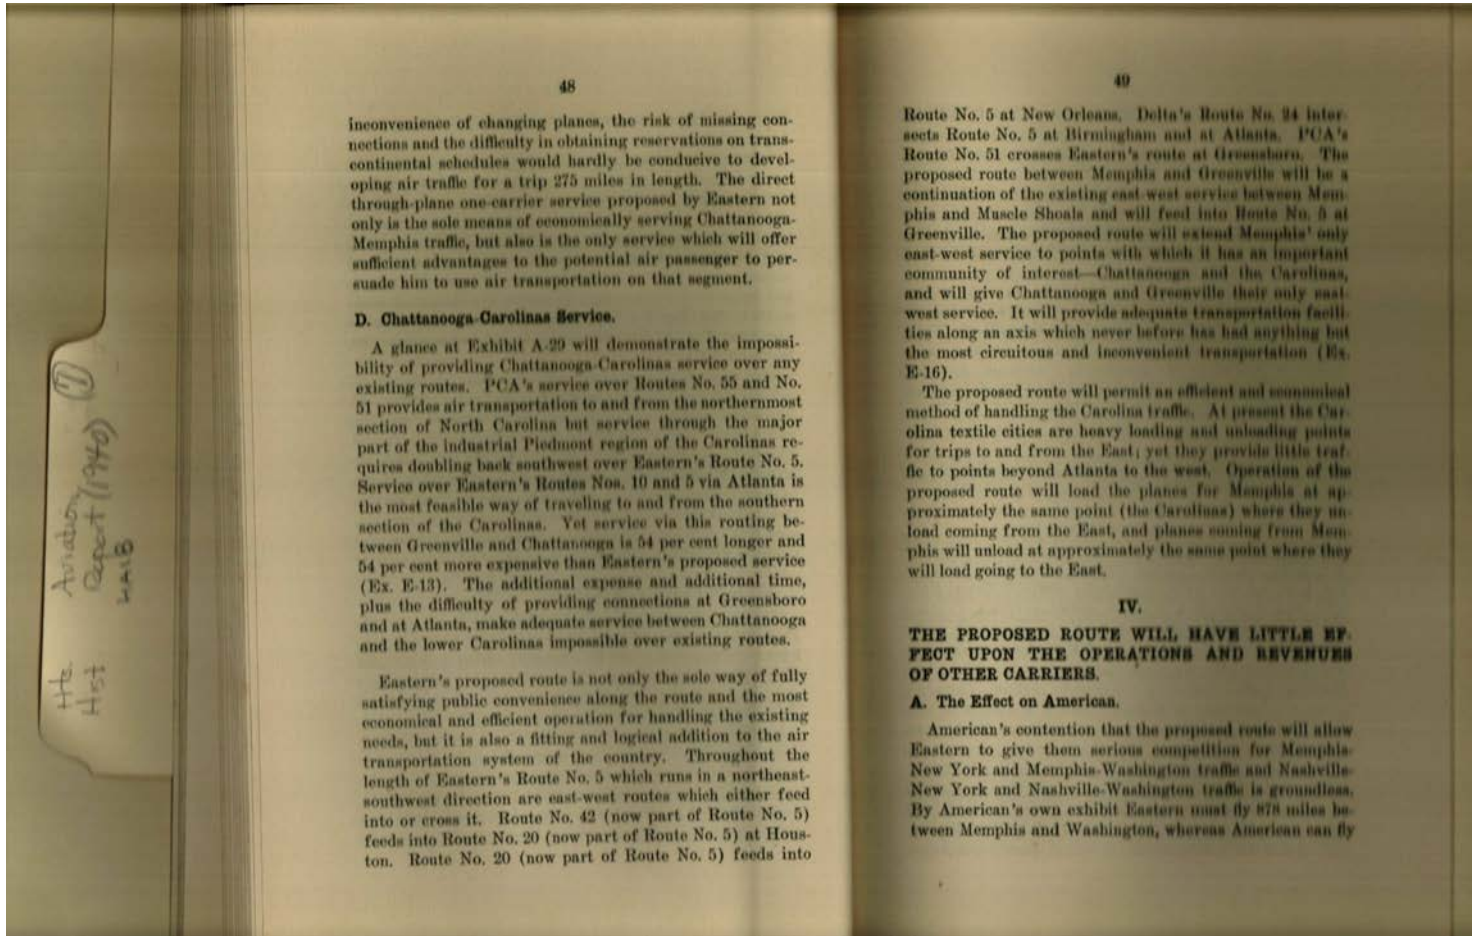 Hta. Aviation (7)
Hist Report (1940)
HAIB
48
inconvenience of changing planes, the risk of missing con-
nections and the difficulty in obtaining reservations on trans-
continental schedules would hardly be conducive to devel-
oping air traffic for a trip 275 miles in length. The direct
through-plane one-carrier service proposed by Eastern not
only is the sole means of economically serving Chattanooga-
Memphis traffic, but also is the only service which will offer
sufficient advantages to the potential air passenger to per-
suade him to use air transportation on that segment.
D. Chattanooga-Carolinas Service.
A glance at Exhibit A-29 will demonstrate the impossi-
bility of providing Chattanooga-Carolinas service over any
existing routes. PCA's service over Routes No. 55 and No.
51 provides air transportation to and from the northernmost
section of North Carolina but service through the major
part of the industrial Piedmont region of the Carolinas re-
quires doubling back southwest over Eastern's Route No. 5.
Service over Eastern's Routes Nos. 10 and 5 via Atlanta is
the most feasible way of traveling to and from the southern
section of the Carolinas. Yet service via this routing be-
tween Greenville and Chattanooga is 54 per cent longer and
54 per cent more expensive than Eastern's proposed service
(Ex. E-13). The additional expense and additional time,
plus the difficulty of providing connections at Greensboro
and at Atlanta, make adequate service between Chattanooga
and the lower Carolinas impossible over existing routes.
Eastern's proposed route is not only the sole way of fully
satisfying public convenience along the route and the most
economical and efficient operation for handling the existing
needs, but it is also a fitting and logical addition to the air
transportation system of the country. Throughout the
length of Eastern's Route No. 5 which runs in a northeast-
southwest direction are east-west routes which either feed
into or cross it. Route No. 42 (now part of Route No. 5)
feeds into Route No. 20 (now part of Route No. 5) at Hous-
ton. Route No. 20 (now part of Route No. 5) feeds into
49
Route No. 5 at New Orleans. Delta's Route No. 24 inter-
sects Route No. 5 at Birmingham and at Atlanta. PCA's
Route No. 51 crosses Eastern's route at Greensboro. The
proposed route between Memphis and Greenville will be a
continuation of the existing east-west service between Mem-
phis and Muscle Shoals and will feed into Route No. 5 at
Greenville. The proposed route will extend Memphis' only
east-west service to points with which it has an important
community of interest—Chattanooga and the Carolinas,
and will give Chattanooga and Greenville their only east-
west service. It will provide adequate transportation facili-
ties along an axis which never before has had anything but
the most circuitous and inconvenient transportation (Ex.
E-16).
The proposed route will permit an efficient and economical
method of handling the Carolina traffic. At present the Car-
olina textile cities are heavy loading and unloading points
for trips to and from the East; yet they provide little traf-
fic to points beyond Atlanta to the west. Operation of the
proposed route will load the planes for Memphis at ap-
proximately the same point (the Carolinas) where they un-
load coming from the East, and planes coming from Mem-
phis will unload at approximately the same point where they
will load going to the East.
IV.
THE PROPOSED ROUTE WILL HAVE LITTLE EF-
FECT UPON THE OPERATIONS AND REVENUES
OF OTHER CARRIERS.
A. The Effect on American.
American's contention that the proposed route will allow
Eastern to give them serious competition for Memphis-
New York and Memphis-Washington traffic and Nashville-
New York and Nashville-Washington traffic is groundless.
By American's own exhibit Eastern must fly 878 miles be-
tween Memphis and Washington, whereas American can fly